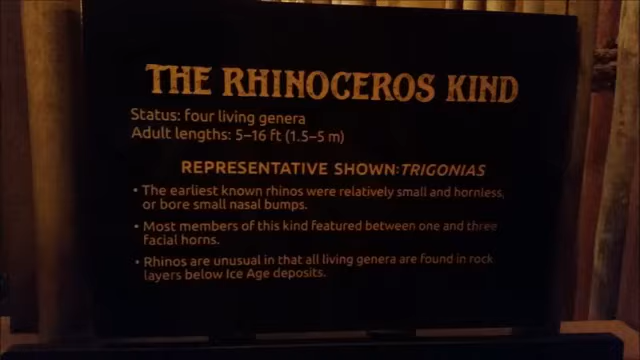 THE RHINOCEROS KIND
Status: four living genera
Adult lengths: 5–16 ft (1.5–5 m)
REPRESENTATIVE SHOWN: TRIGONIAS
• The earliest known rhinos were relatively small and hornless,
or bore small nasal bumps.
• Most members of this kind featured between one and three
facial horns.
• Rhinos are unusual in that all living genera are found in rock
layers below Ice Age deposits.